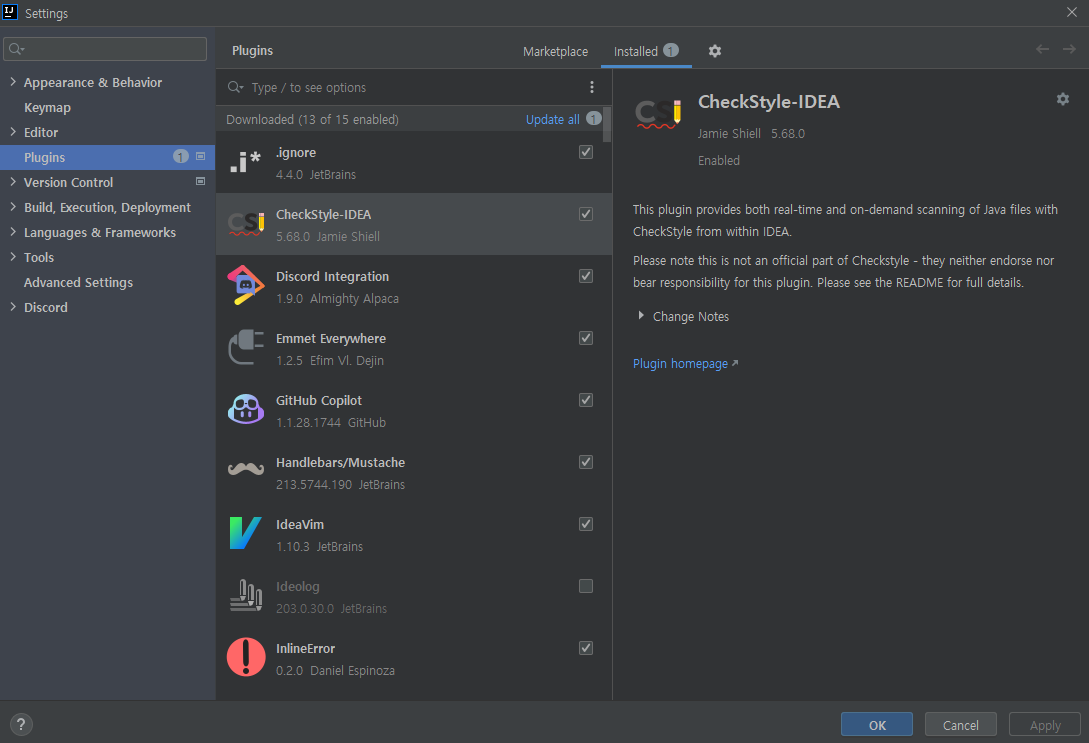 IJ
Settings
Appearance & Behavior
Keymap
Editor
Plugins 1
Version Control
Build, Execution, Deployment
Languages & Frameworks
Tools
Advanced Settings
Discord
Plugins
Marketplace
Installed 1
Type / to see options
Downloaded (13 of 15 enabled)
Update all 1
.i*
.ignore
4.4.0 JetBrains
CSI
CheckStyle-IDEA
5.68.0 Jamie Shiell
Discord Integration
1.9.0 Almighty Alpaca
Emmet Everywhere
1.2.5 Efim Vl. Dejin
GitHub Copilot
1.1.28.1744 GitHub
Handlebars/Mustache
213.5744.190 JetBrains
IdeaVim
1.10.3 JetBrains
Ideolog
203.0.30.0 JetBrains
InlineError
0.2.0 Daniel Espinoza
CSI
CheckStyle-IDEA
Jamie Shiell 5.68.0
Enabled
This plugin provides both real-time and on-demand scanning of Java files with
CheckStyle from within IDEA.
Please note this is not an official part of Checkstyle - they neither endorse nor
bear responsibility for this plugin. Please see the README for full details.
Change Notes
Plugin homepage
?
OK
Cancel
Apply